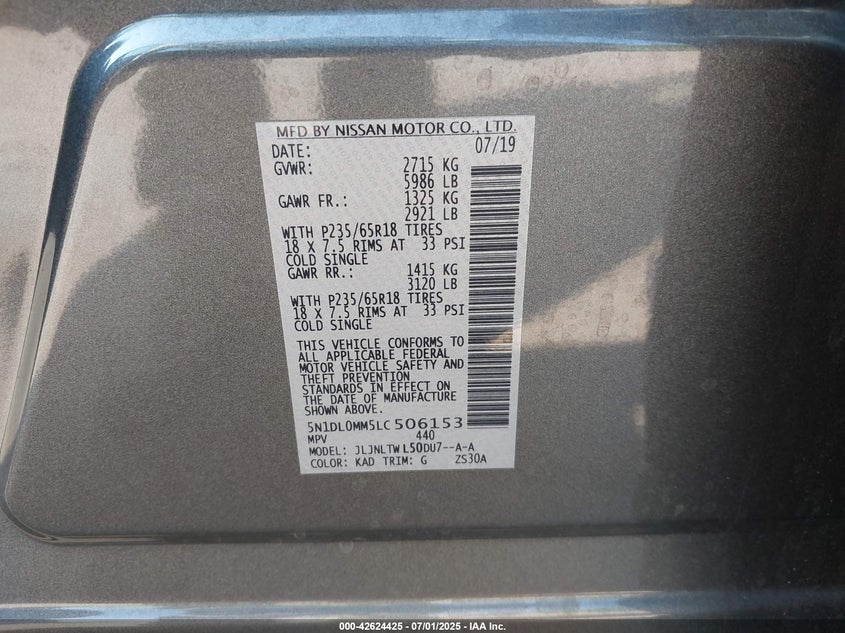 MFD BY NISSAN MOTOR CO., LTD.
DATE: 07/19
GVWR: 2715 KG
5986 LB
GAWR FR.: 1325 KG
2921 LB
WITH P235/65R18 TIRES
18 X 7.5 RIMS AT 33 PSI
COLD SINGLE
GAWR RR.: 1415 KG
3120 LB
WITH P235/65R18 TIRES
18 X 7.5 RIMS AT 33 PSI
COLD SINGLE
THIS VEHICLE CONFORMS TO
ALL APPLICABLE FEDERAL
MOTOR VEHICLE SAFETY AND
THEFT PREVENTION
STANDARDS IN EFFECT ON
THE DATE OF MANUFACTURE
SHOWN ABOVE.
5N1DL0MM5LC506153
MPV 440
MODEL: JLJNLTWL50DU7--A-A
COLOR: KAD TRIM: G ZS30A
000-42624425 - 07/01/2025 - IAA Inc.